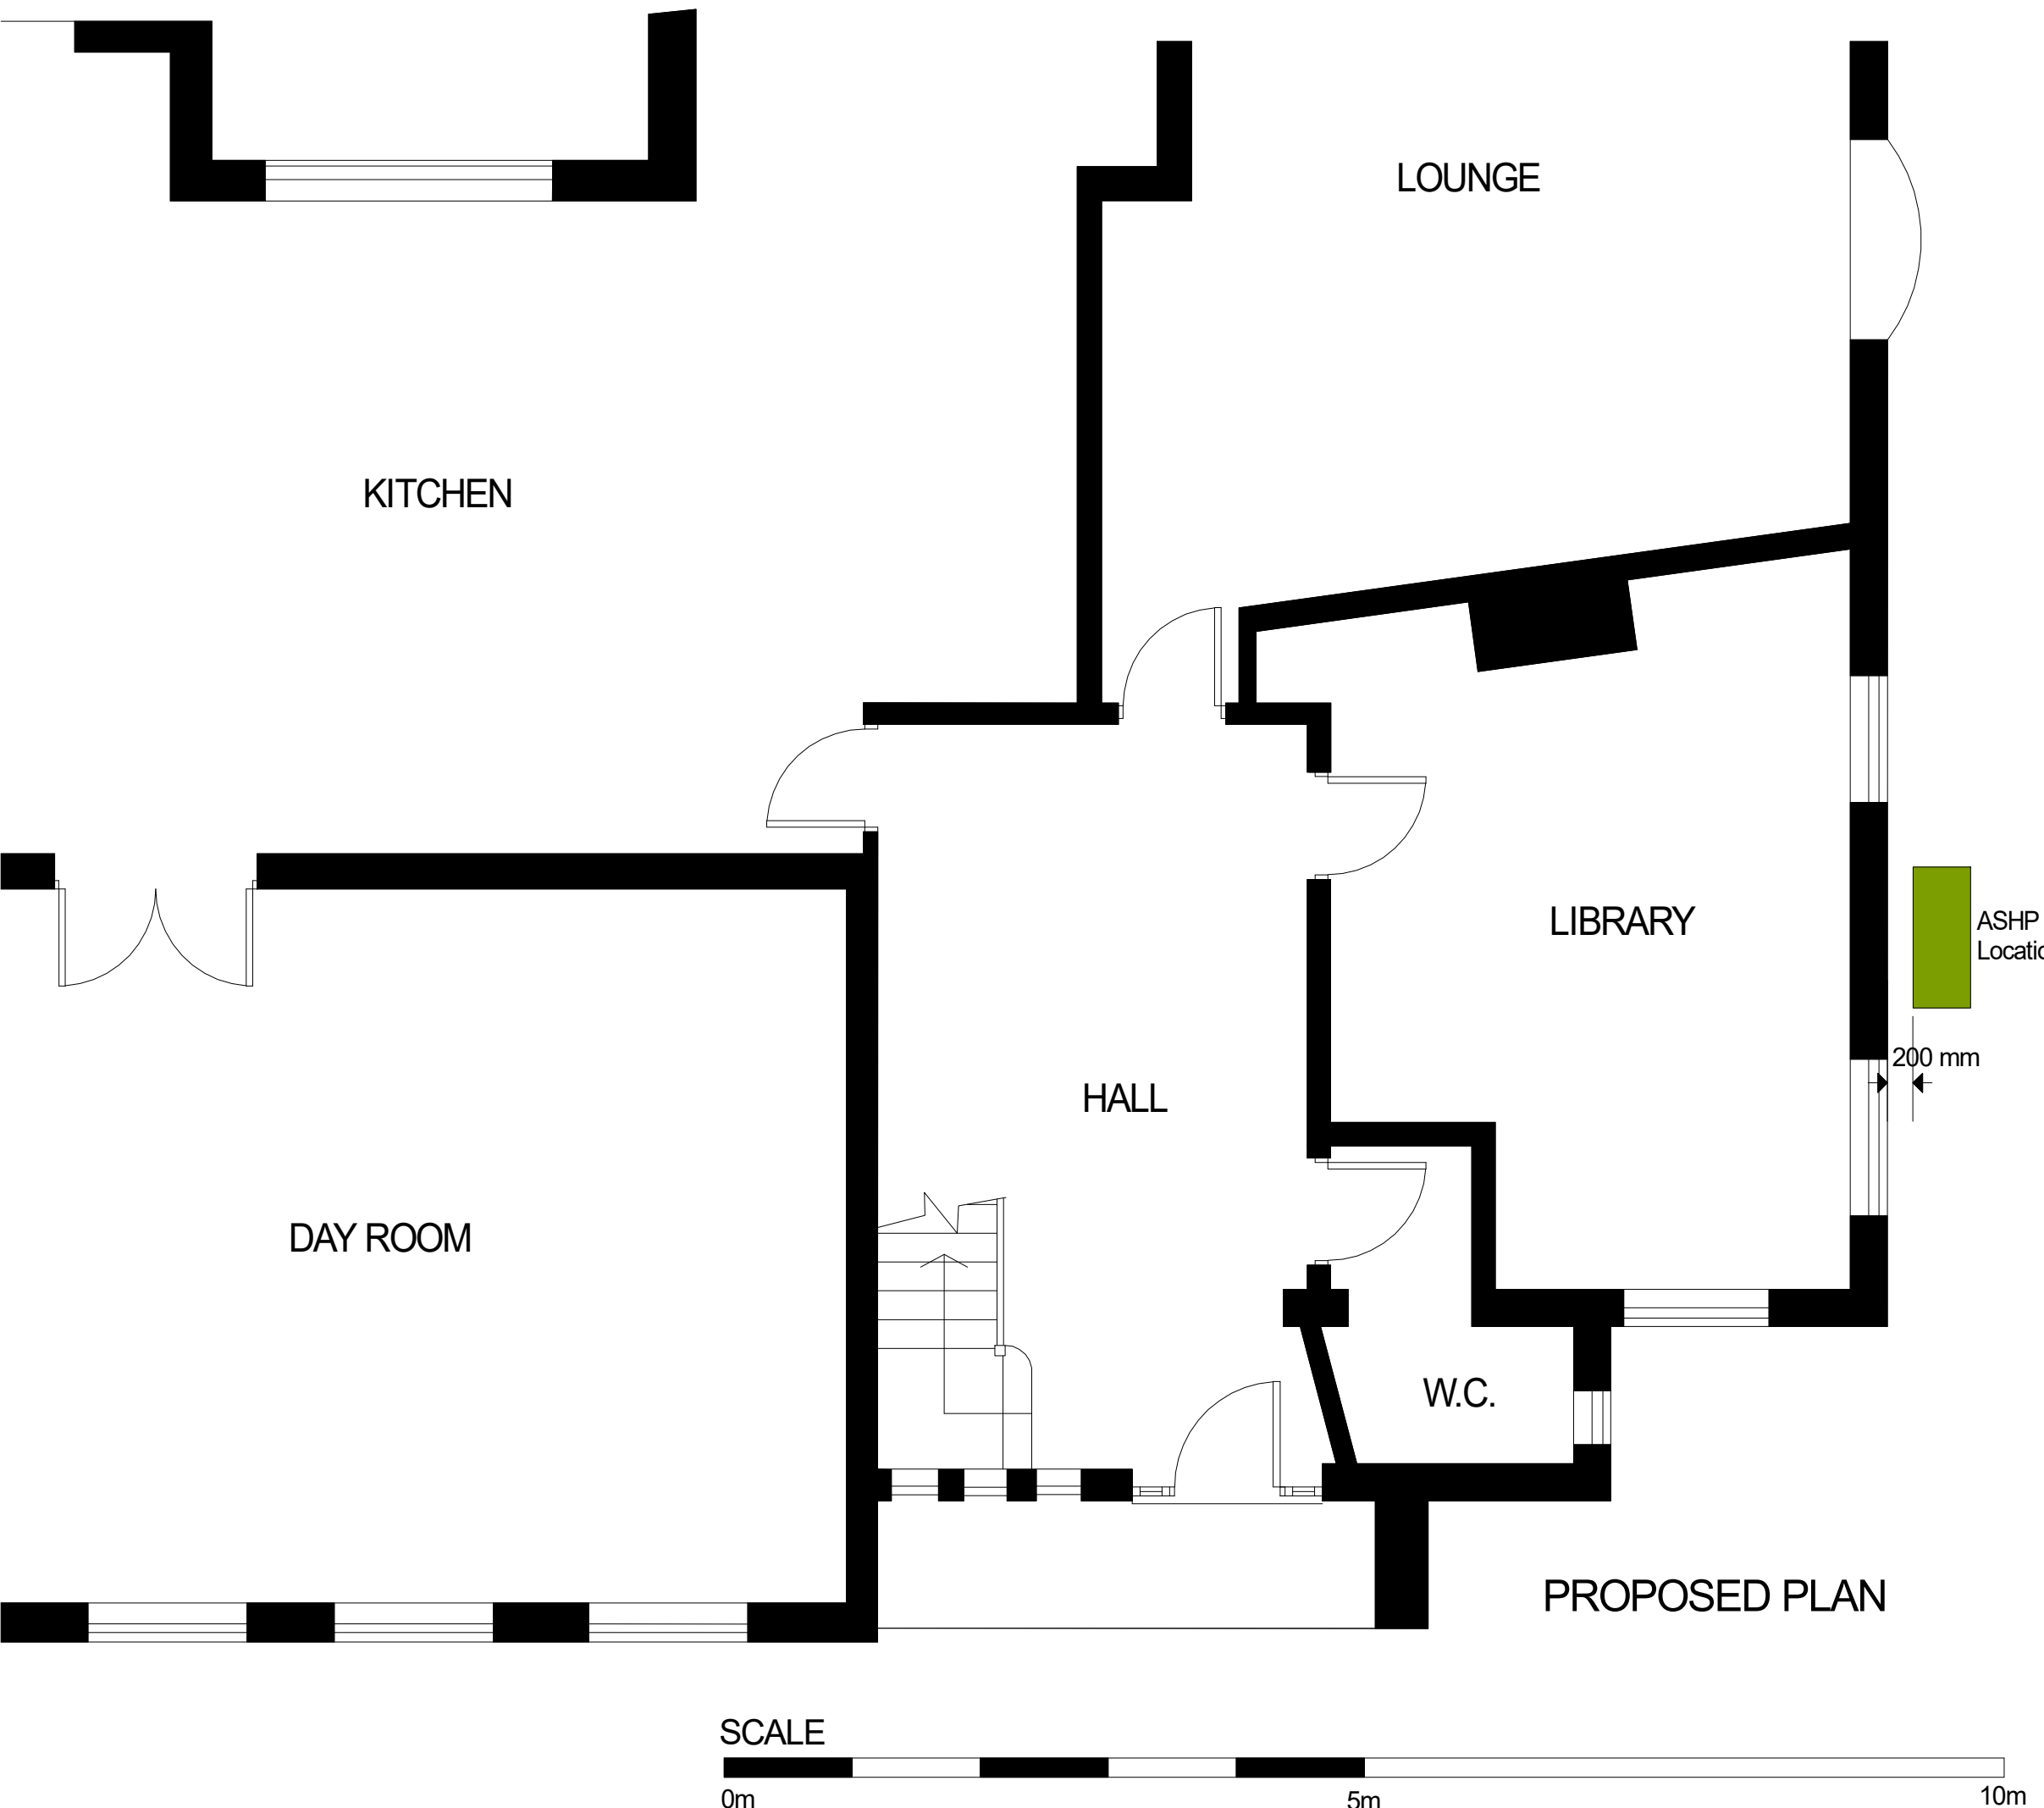 LOUNGE
KITCHEN
LIBRARY
ASHP
200 mm
HALL
DAY ROOM
W.C.
PROPOSED PLAN
SCALE
0m
5m
10m